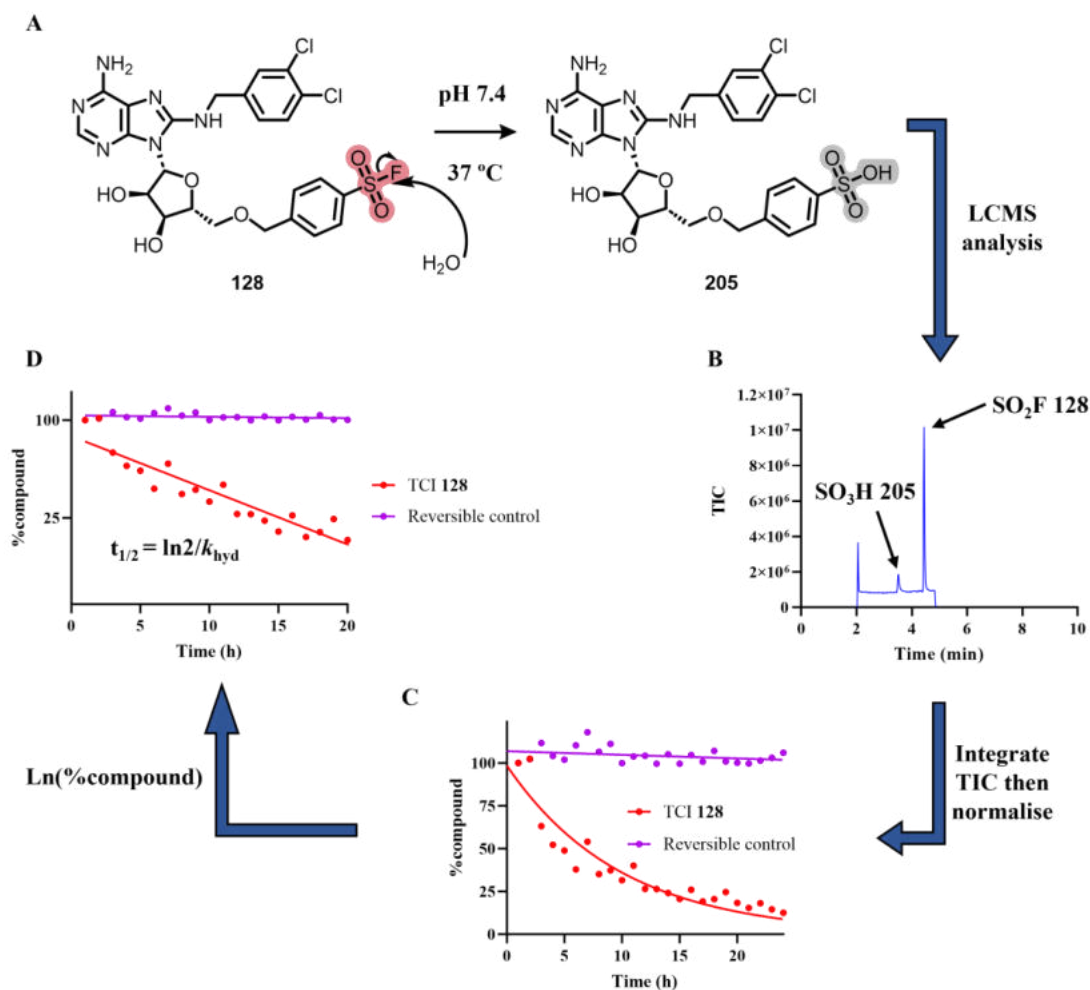 A
NH₂
N
N
N
N
NH
Cl
Cl
HO
HO
O
O
O
S
F
O
H₂O
128
pH 7.4
37 ºC
NH₂
N
N
N
N
NH
Cl
Cl
HO
HO
O
O
O
S
OH
O
205
LCMS
analysis
D
%compound
100
25
0
5
10
15
20
Time (h)
TCI 128
Reversible control
t1/2 = ln2/khyd
B
TIC
1.2×10⁷
1.0×10⁷
8×10⁶
6×10⁶
4×10⁶
2×10⁶
0
0
2
4
6
8
10
Time (min)
SO₂F 128
SO₃H 205
C
%compound
100
75
50
25
0
0
5
10
15
20
Time (h)
TCI 128
Reversible control
Integrate
TIC then
normalise
Ln(%compound)